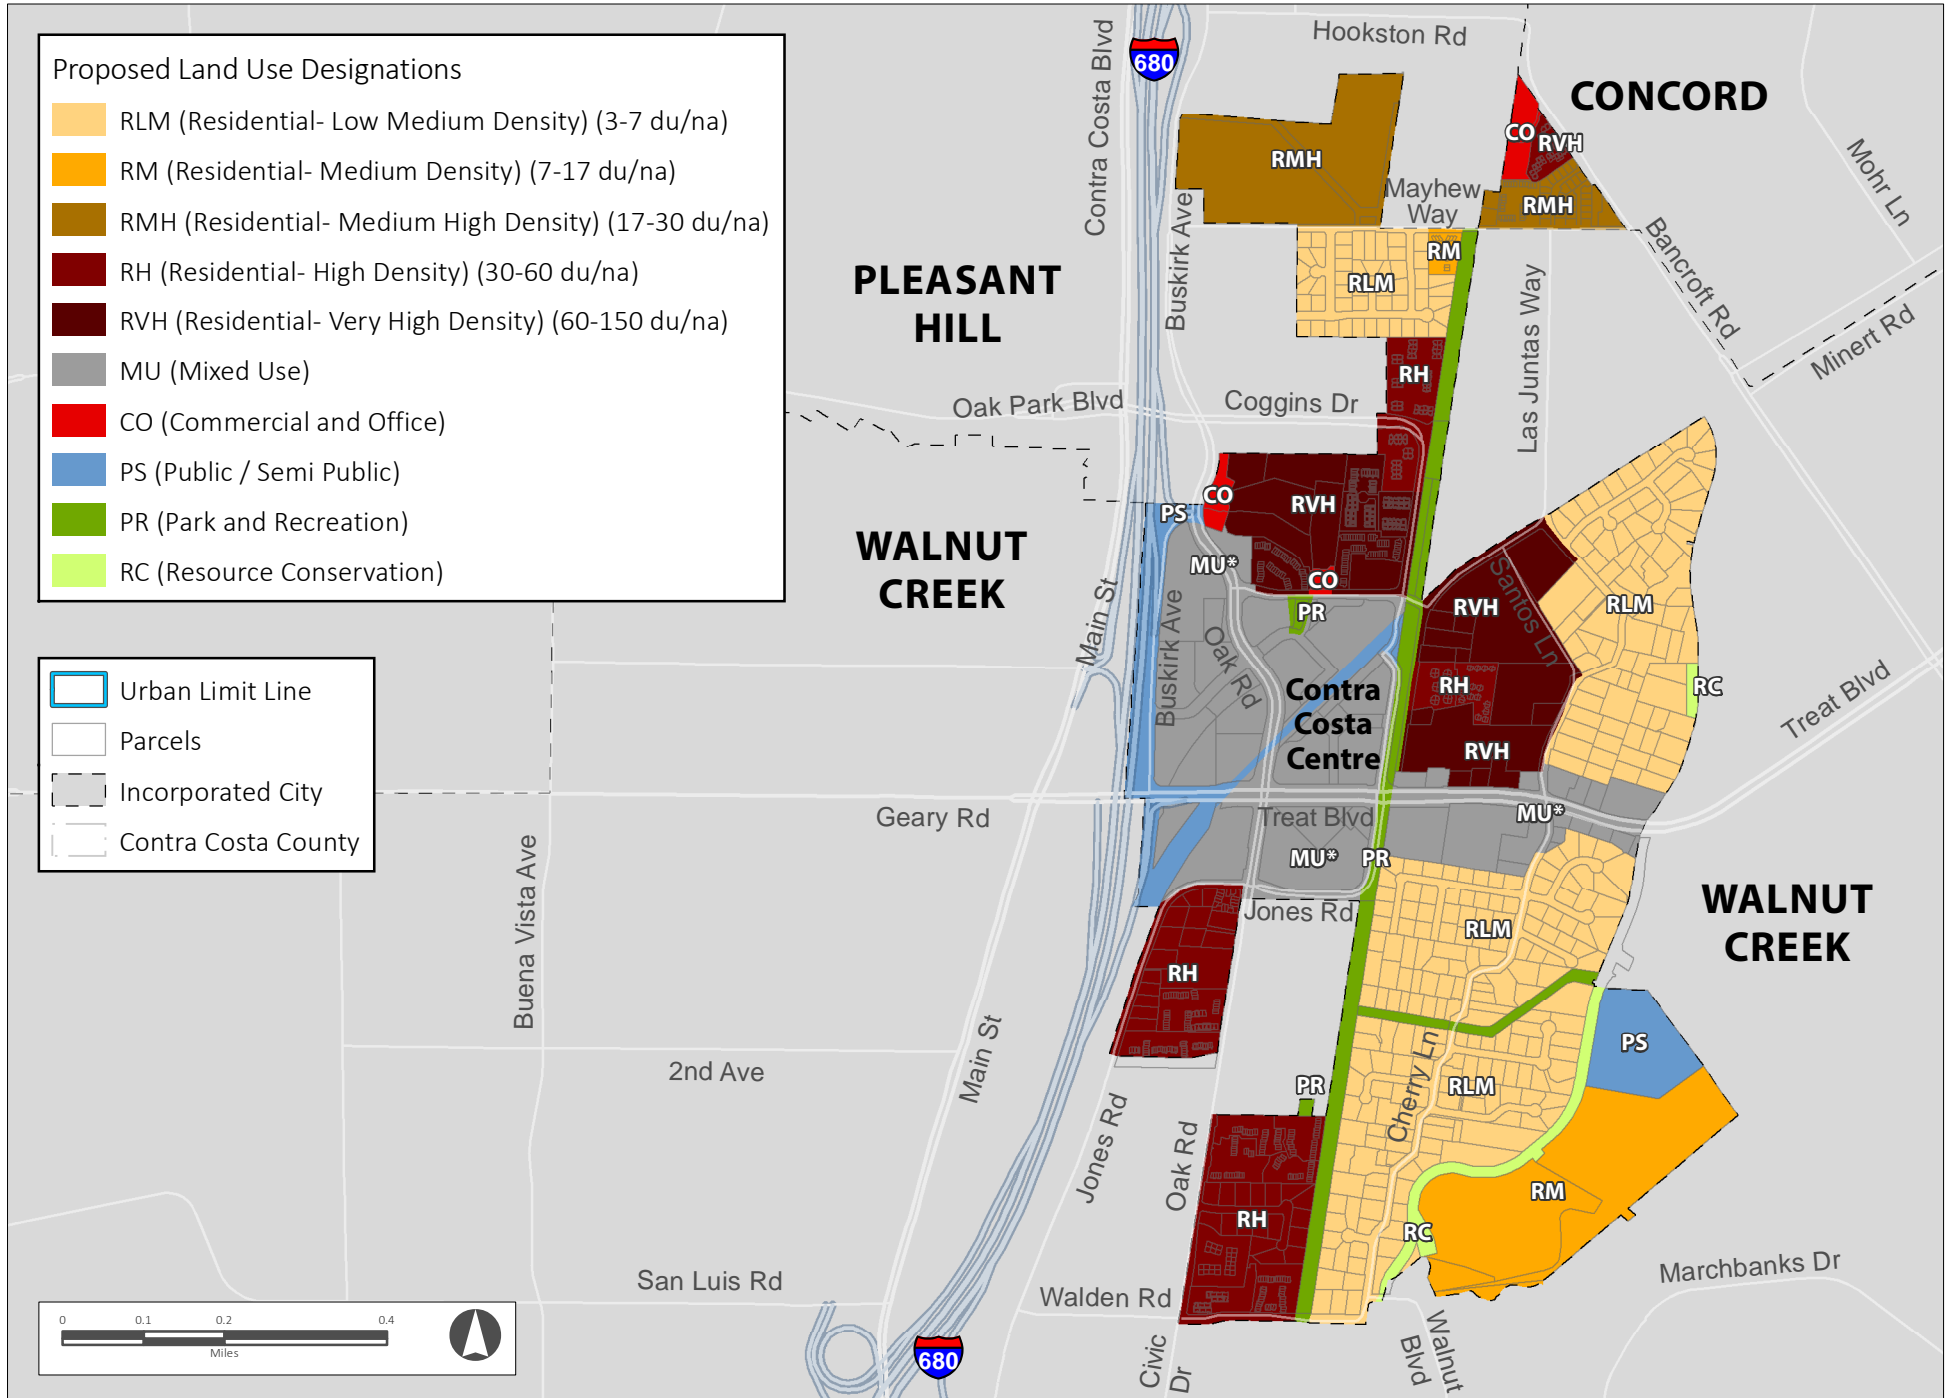 Proposed Land Use Designations
RLM (Residential- Low Medium Density) (3-7 du/na)
RM (Residential- Medium Density) (7-17 du/na)
RMH (Residential- Medium High Density) (17-30 du/na)
RH (Residential- High Density) (30-60 du/na)
RVH (Residential- Very High Density) (60-150 du/na)
MU (Mixed Use)
CO (Commercial and Office)
PS (Public / Semi Public)
PR (Park and Recreation)
RC (Resource Conservation)
Urban Limit Line
Parcels
Incorporated City
Contra Costa County
0 0.1 0.2 0.4
Miles
Contra Costa Blvd
680
Hookston Rd
CONCORD
CO
RVH
RMH
RMH
Mayhew
Way
Mohr Ln
Buskirk Ave
Bancroft Rd
RM
RLM
PLEASANT
HILL
Las Juntas Way
Minert Rd
RH
Oak Park Blvd
Coggins Dr
CO
RVH
PS
WALNUT
CREEK
MU*
CO
PR
Santos Ln
RVH
RLM
Main St
Buskirk Ave
Oak Rd
Contra
Costa
Centre
RH
RC
Treat Blvd
RVH
Geary Rd
Treat Blvd
MU*
MU*
PR
Jones Rd
Buena Vista Ave
RLM
WALNUT
CREEK
RH
2nd Ave
Main St
PS
PR
Cherry Ln
RLM
Jones Rd
Oak Rd
RM
RH
RC
San Luis Rd
Walden Rd
Marchbanks Dr
680
Civic
Dr
Walnut
Blvd